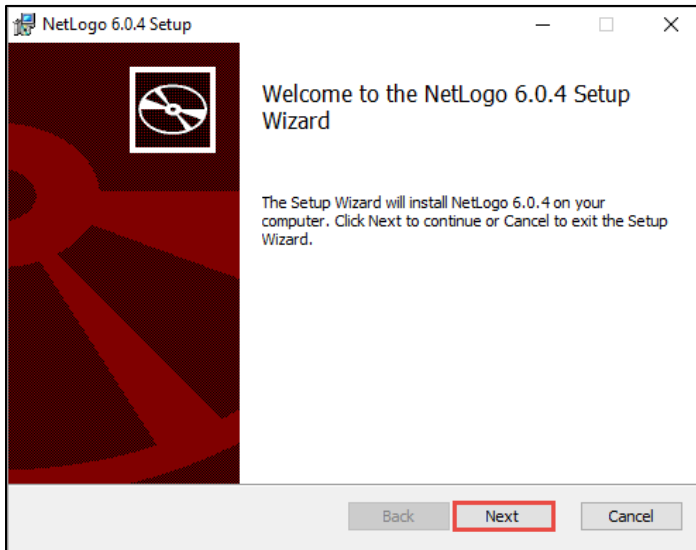 NetLogo 6.0.4 Setup
Welcome to the NetLogo 6.0.4 Setup
Wizard
The Setup Wizard will install NetLogo 6.0.4 on your
computer. Click Next to continue or Cancel to exit the Setup
Wizard.
Back Next Cancel